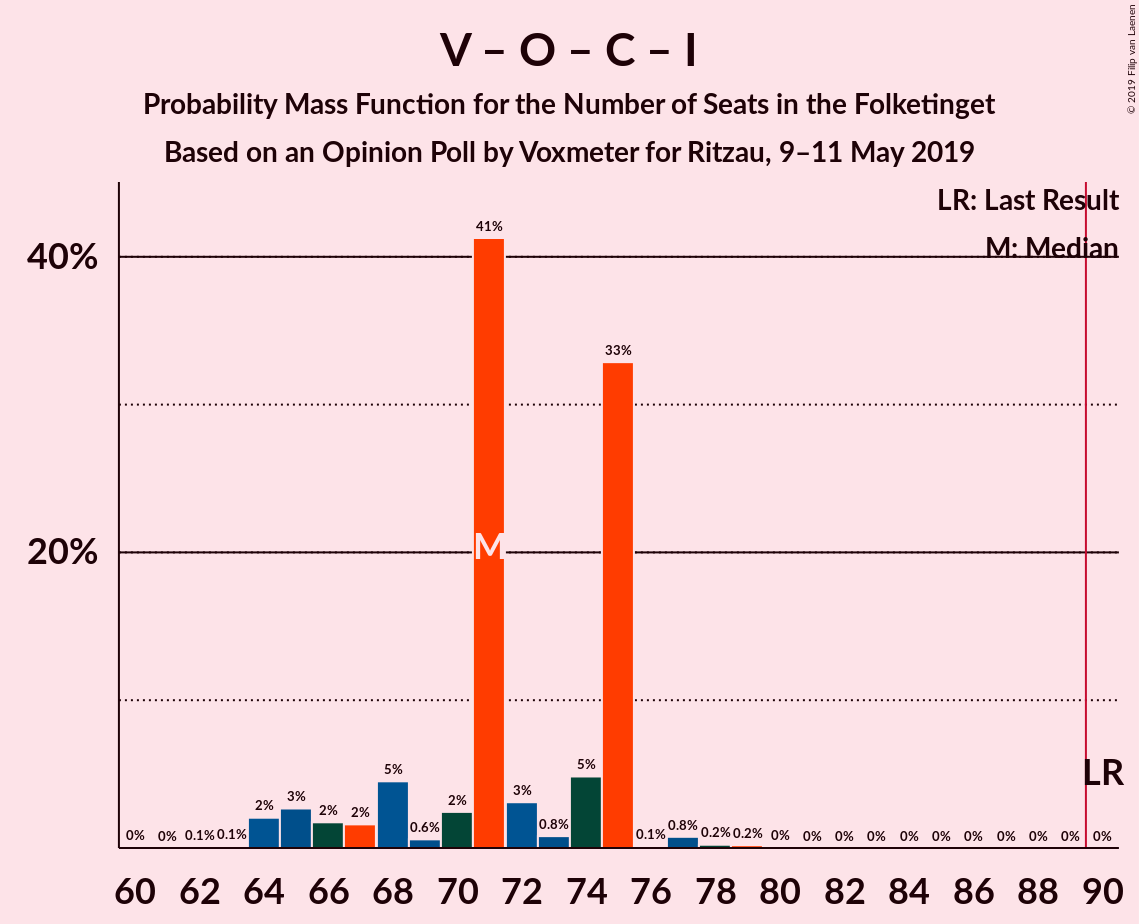 V – O – C – I
Probability Mass Function for the Number of Seats in the Folketinget
Based on an Opinion Poll by Voxmeter for Ritzau, 9–11 May 2019
© 2019 Filip van Laenen
LR: Last Result
M: Median
40%
20%
41%
33%
M
LR
0% 0% 0.1% 0.1% 2% 3% 2% 2% 5% 0.6% 2% 3% 0.8% 5% 0.1% 0.8% 0.2% 0.2% 0% 0% 0% 0% 0% 0% 0% 0% 0% 0% 0%
60 62 64 66 68 70 72 74 76 78 80 82 84 86 88 90